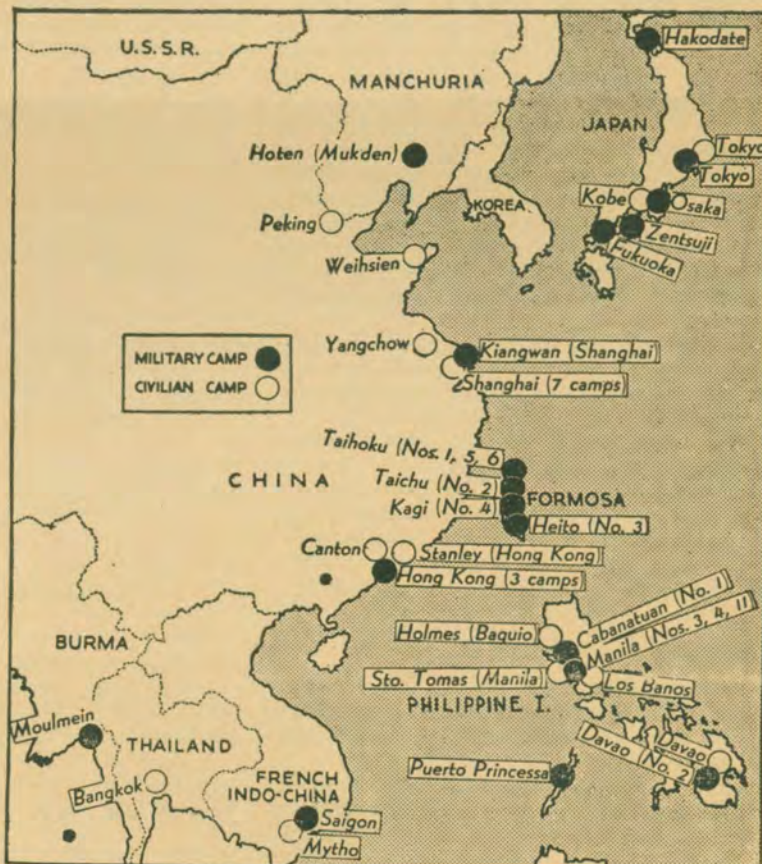 U.S.S.R.
MANCHURIA
Hakodate
JAPAN
Hoten (Mukden)
Tokyo
Tokyo
KOREA
Kobe
Osaka
Peking
Zentsuji
Fukuoka
Weihsien
Yangchow
Kiangwan (Shanghai)
Shanghai (7 camps)
MILITARY CAMP
CIVILIAN CAMP
Taihoku (Nos. 1, 5, 6
CHINA
Taichu (No. 2)
FORMOSA
Kagi (No. 4)
Heito (No. 3)
Canton
Stanley (Hong Kong)
Hong Kong (3 camps)
BURMA
Holmes (Baguio)
Cabanatuan (No. 1)
Manila (Nos. 3, 4, 11)
Sto. Tomas (Manila)
Los Banos
PHILIPPINE I.
Moulmein
THAILAND
Davao
Davao (No. 2)
Puerto Princessa
Bangkok
FRENCH
INDO-CHINA
Saigon
Mytho